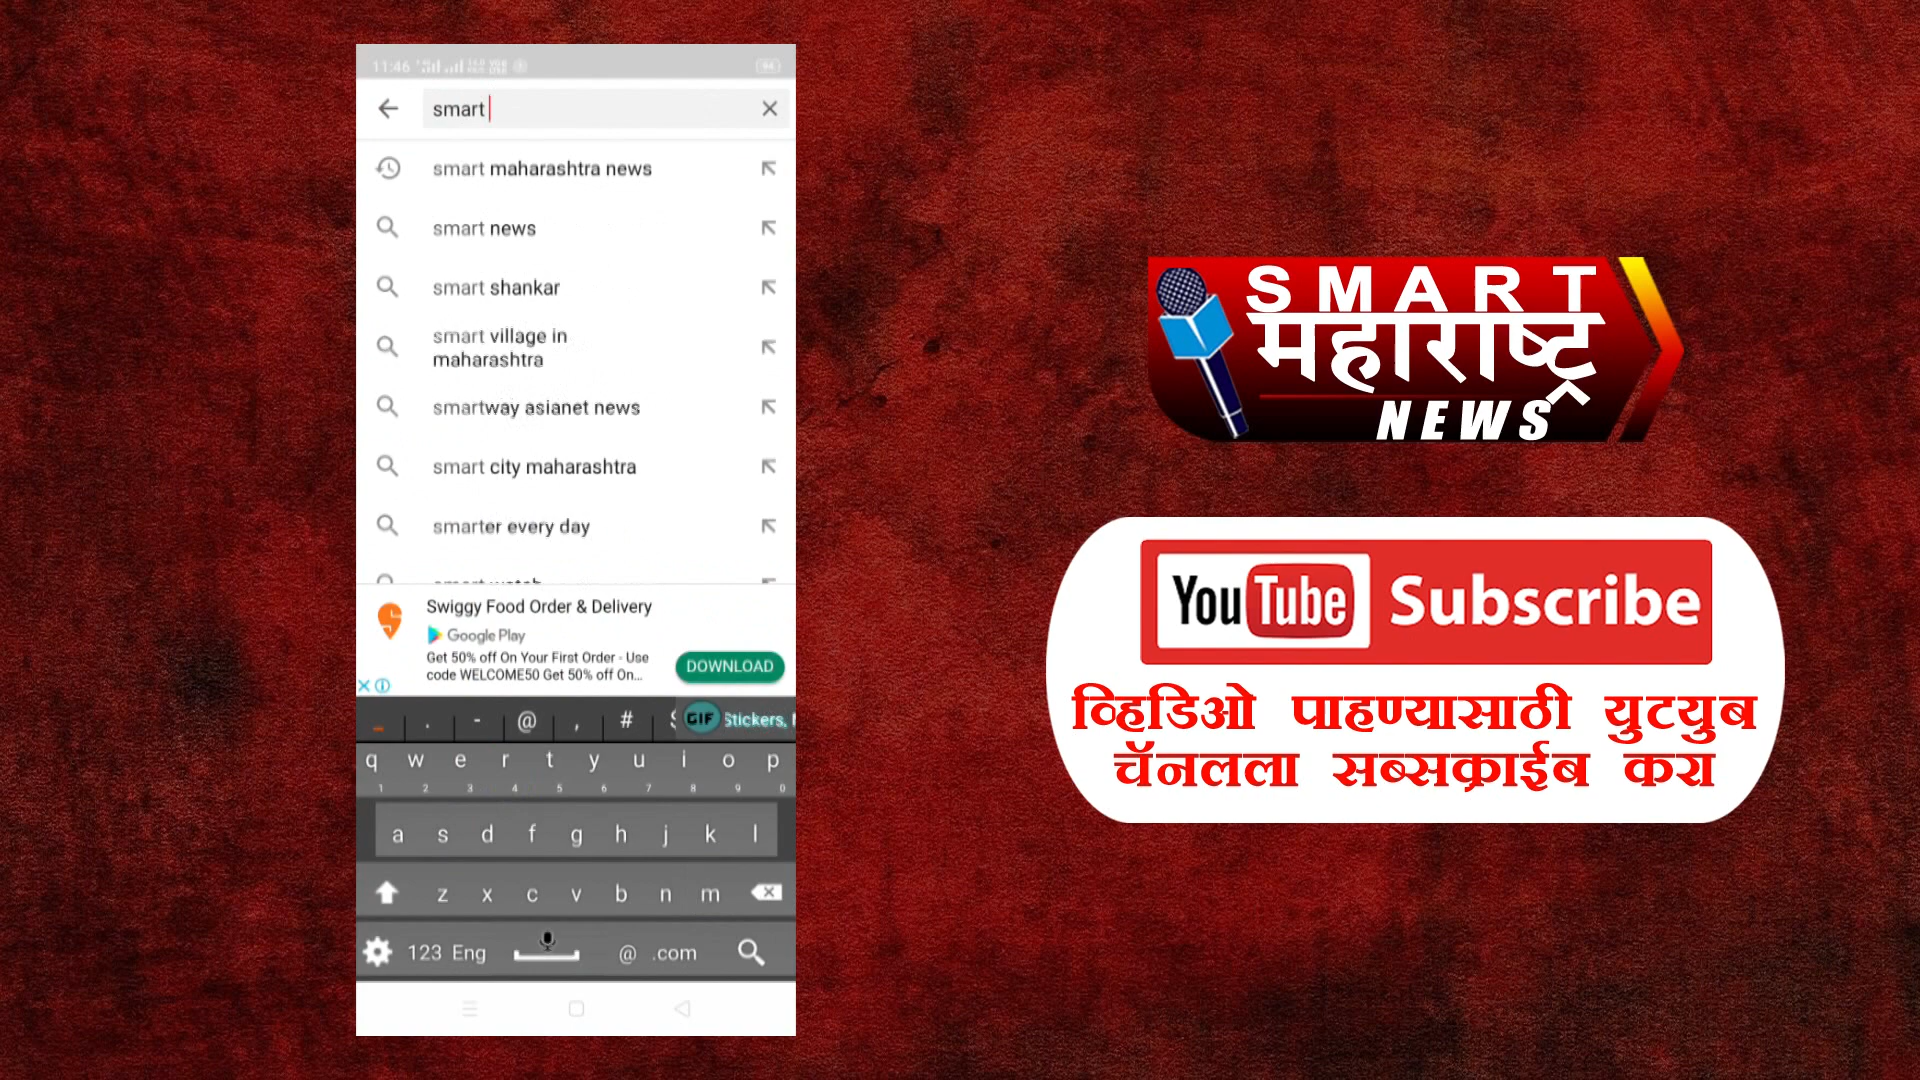 11:46
smart
smart maharashtra news
smart news
smart shankar
smart village in
maharashtra
smartway asianet news
smart city maharashtra
smarter every day
Swiggy Food Order & Delivery
Google Play
Get 50% off On Your First Order - Use
code WELCOME50 Get 50% off On...
DOWNLOAD
_ . - @ , # GIF Stickers,
q w e r t y u i o p
1 2 3 4 5 6 7 8 9 0
a s d f g h j k l
z x c v b n m
123 Eng @ .com
SMART
महाराष्ट्र
NEWS
YouTube Subscribe
व्हिडिओ पाहण्यासाठी युटयुब
चॅनलला सब्सक्राईब करा